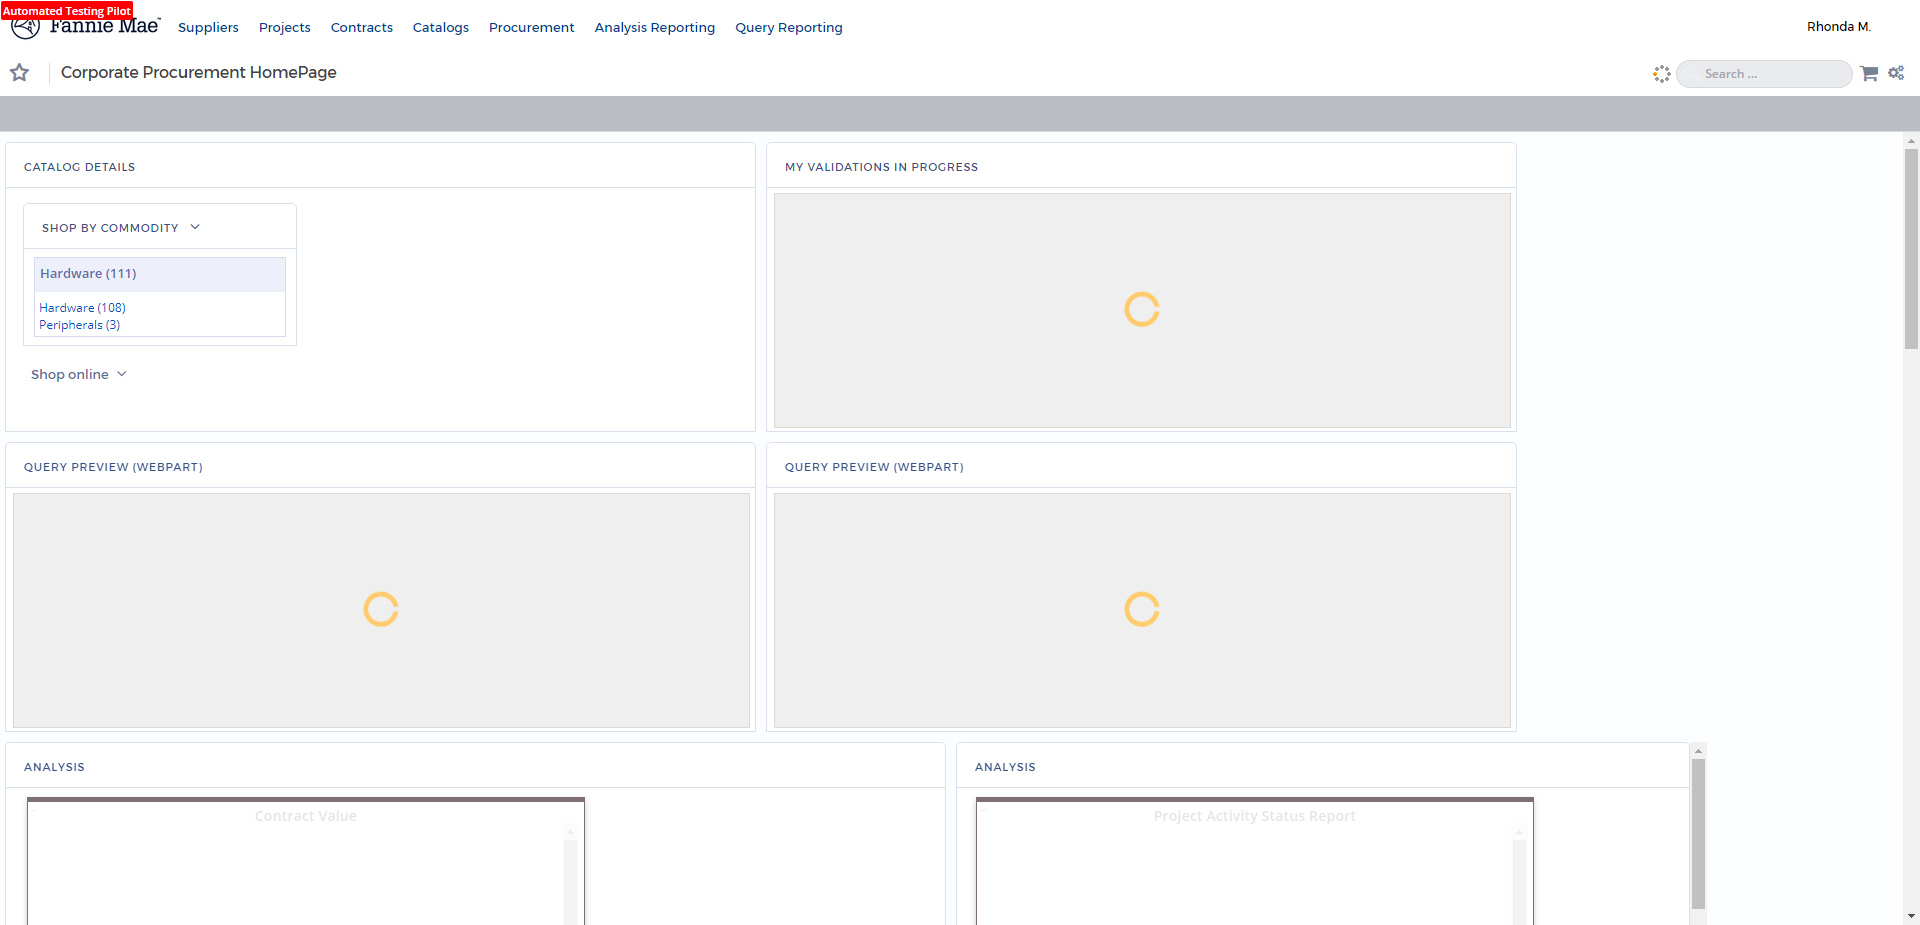 Automated Testing Pilot
Fannie Mae
Suppliers Projects Contracts Catalogs Procurement Analysis Reporting Query Reporting
Rhonda M.
Corporate Procurement HomePage
Search ...
CATALOG DETAILS
MY VALIDATIONS IN PROGRESS
SHOP BY COMMODITY
Hardware (111)
Hardware (108)
Peripherals (3)
Shop online
QUERY PREVIEW (WEBPART)
QUERY PREVIEW (WEBPART)
ANALYSIS
ANALYSIS
Contract Value
Project Activity Status Report